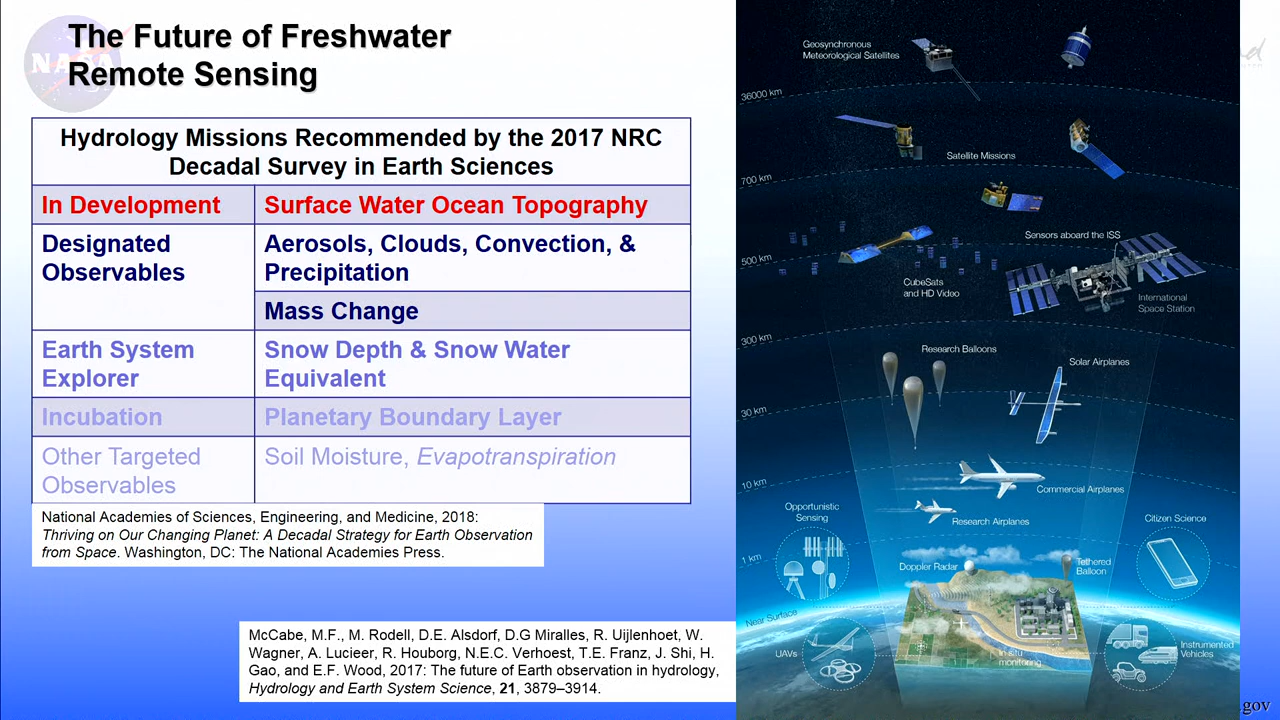 The Future of Freshwater
Remote Sensing
NASA
Hydrology Missions Recommended by the 2017 NRC
Decadal Survey in Earth Sciences
In Development
Surface Water Ocean Topography
Designated
Observables
Aerosols, Clouds, Convection, &
Precipitation
Mass Change
Earth System
Explorer
Snow Depth & Snow Water
Equivalent
Incubation
Planetary Boundary Layer
Other Targeted
Observables
Soil Moisture, Evapotranspiration
National Academies of Sciences, Engineering, and Medicine, 2018:
Thriving on Our Changing Planet: A Decadal Strategy for Earth Observation
from Space. Washington, DC: The National Academies Press.
McCabe, M.F., M. Rodell, D.E. Alsdorf, D.G Miralles, R. Uijlenhoet, W.
Wagner, A. Lucieer, R. Houborg, N.E.C. Verhoest, T.E. Franz, J. Shi, H.
Gao, and E.F. Wood, 2017: The future of Earth observation in hydrology,
Hydrology and Earth System Science, 21, 3879–3914.
Geosynchronous
Meteorological Satellites
36000 km
Satellite Missions
700 km
Sensors aboard the ISS
500 km
CubeSats
and HD Video
International
Space Station
300 km
Research Balloons
Solar Airplanes
30 km
10 km
Commercial Airplanes
Opportunistic
Sensing
Research Airplanes
Citizen Science
1 km
Doppler Radar
Tethered
Balloon
Near Surface
UAVs
In situ
monitoring
Instrumented
Vehicles
.gov